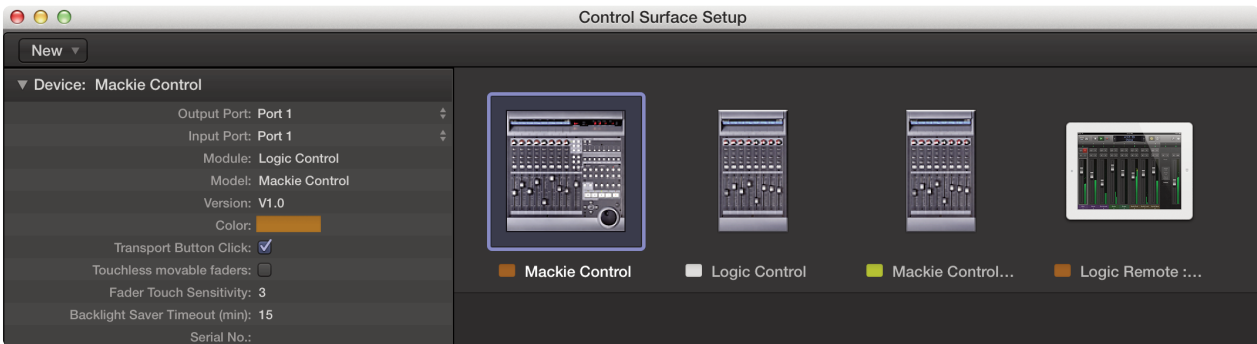 Control Surface Setup
New
Device: Mackie Control
Output Port: Port 1
Input Port: Port 1
Module: Logic Control
Model: Mackie Control
Version: V1.0
Color:
Transport Button Click:
Touchless movable faders:
Fader Touch Sensitivity: 3
Backlight Saver Timeout (min): 15
Serial No.:
Mackie Control
Logic Control
Mackie Control...
Logic Remote :...